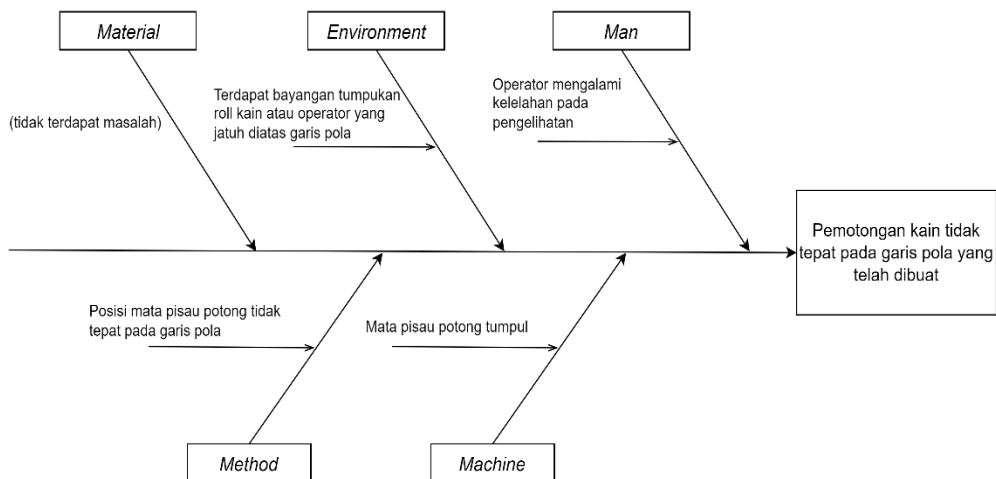 Material
Environment
Man
(tidak terdapat masalah)
Terdapat bayangan tumpukan
roll kain atau operator yang
jatuh diatas garis pola
Operator mengalami
kelelahan pada
pengelihatan
Pemotongan kain tidak
tepat pada garis pola yang
telah dibuat
Posisi mata pisau potong tidak
tepat pada garis pola
Mata pisau potong tumpul
Method
Machine